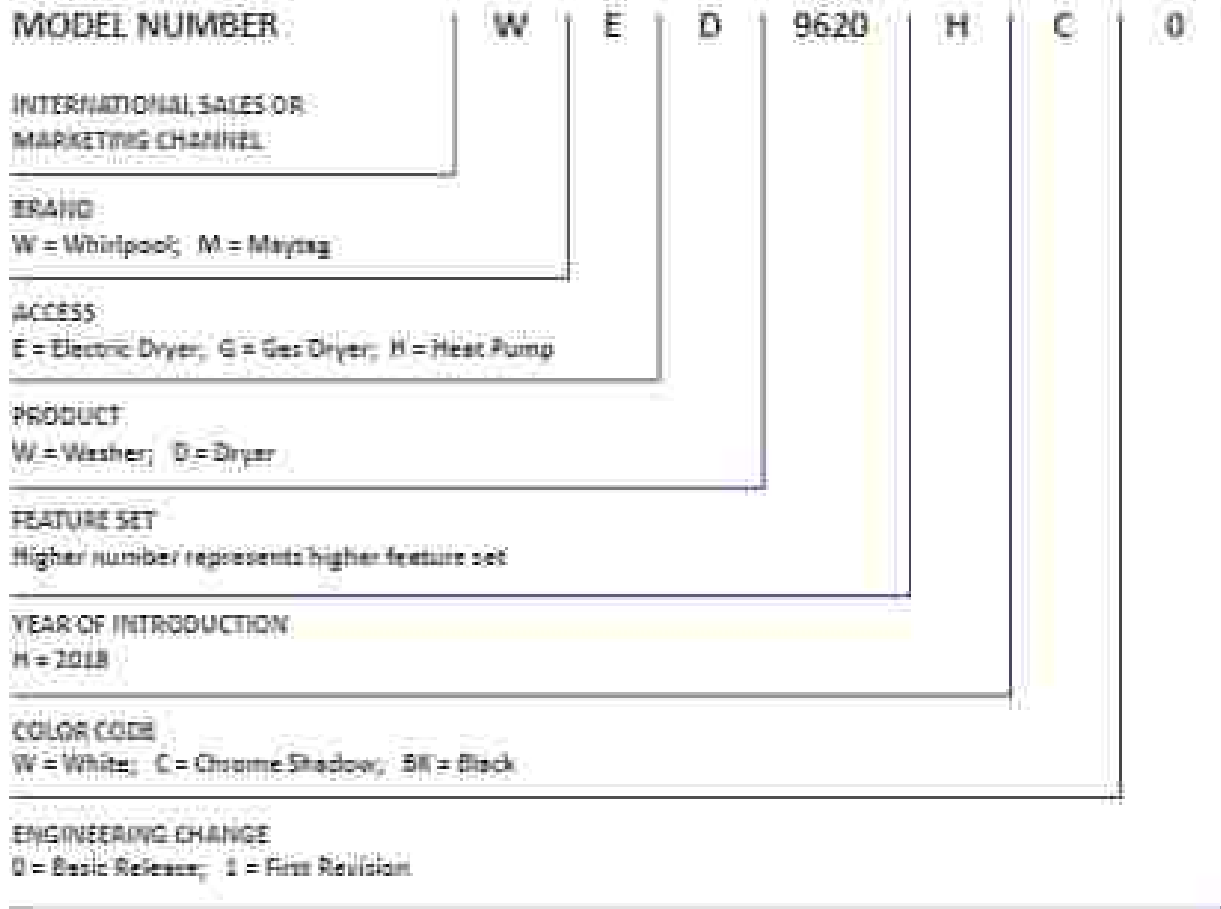 MODEL NUMBER W E D 9620 H C 0
INTERNATIONAL SALES OR
MARKETING CHANNEL
BRAND
W = Whirlpool; M = Maytag
ACCESS
E = Electric Dryer; G = Gas Dryer; H = Heat Pump
PRODUCT
W = Washer; D = Dryer
FEATURE SET
Higher number represents higher feature set
YEAR OF INTRODUCTION
H = 2018
COLOR CODE
W = White; C = Chrome Shadow; BK = Black
ENGINEERING CHANGE
0 = Basic Release; 1 = First Revision